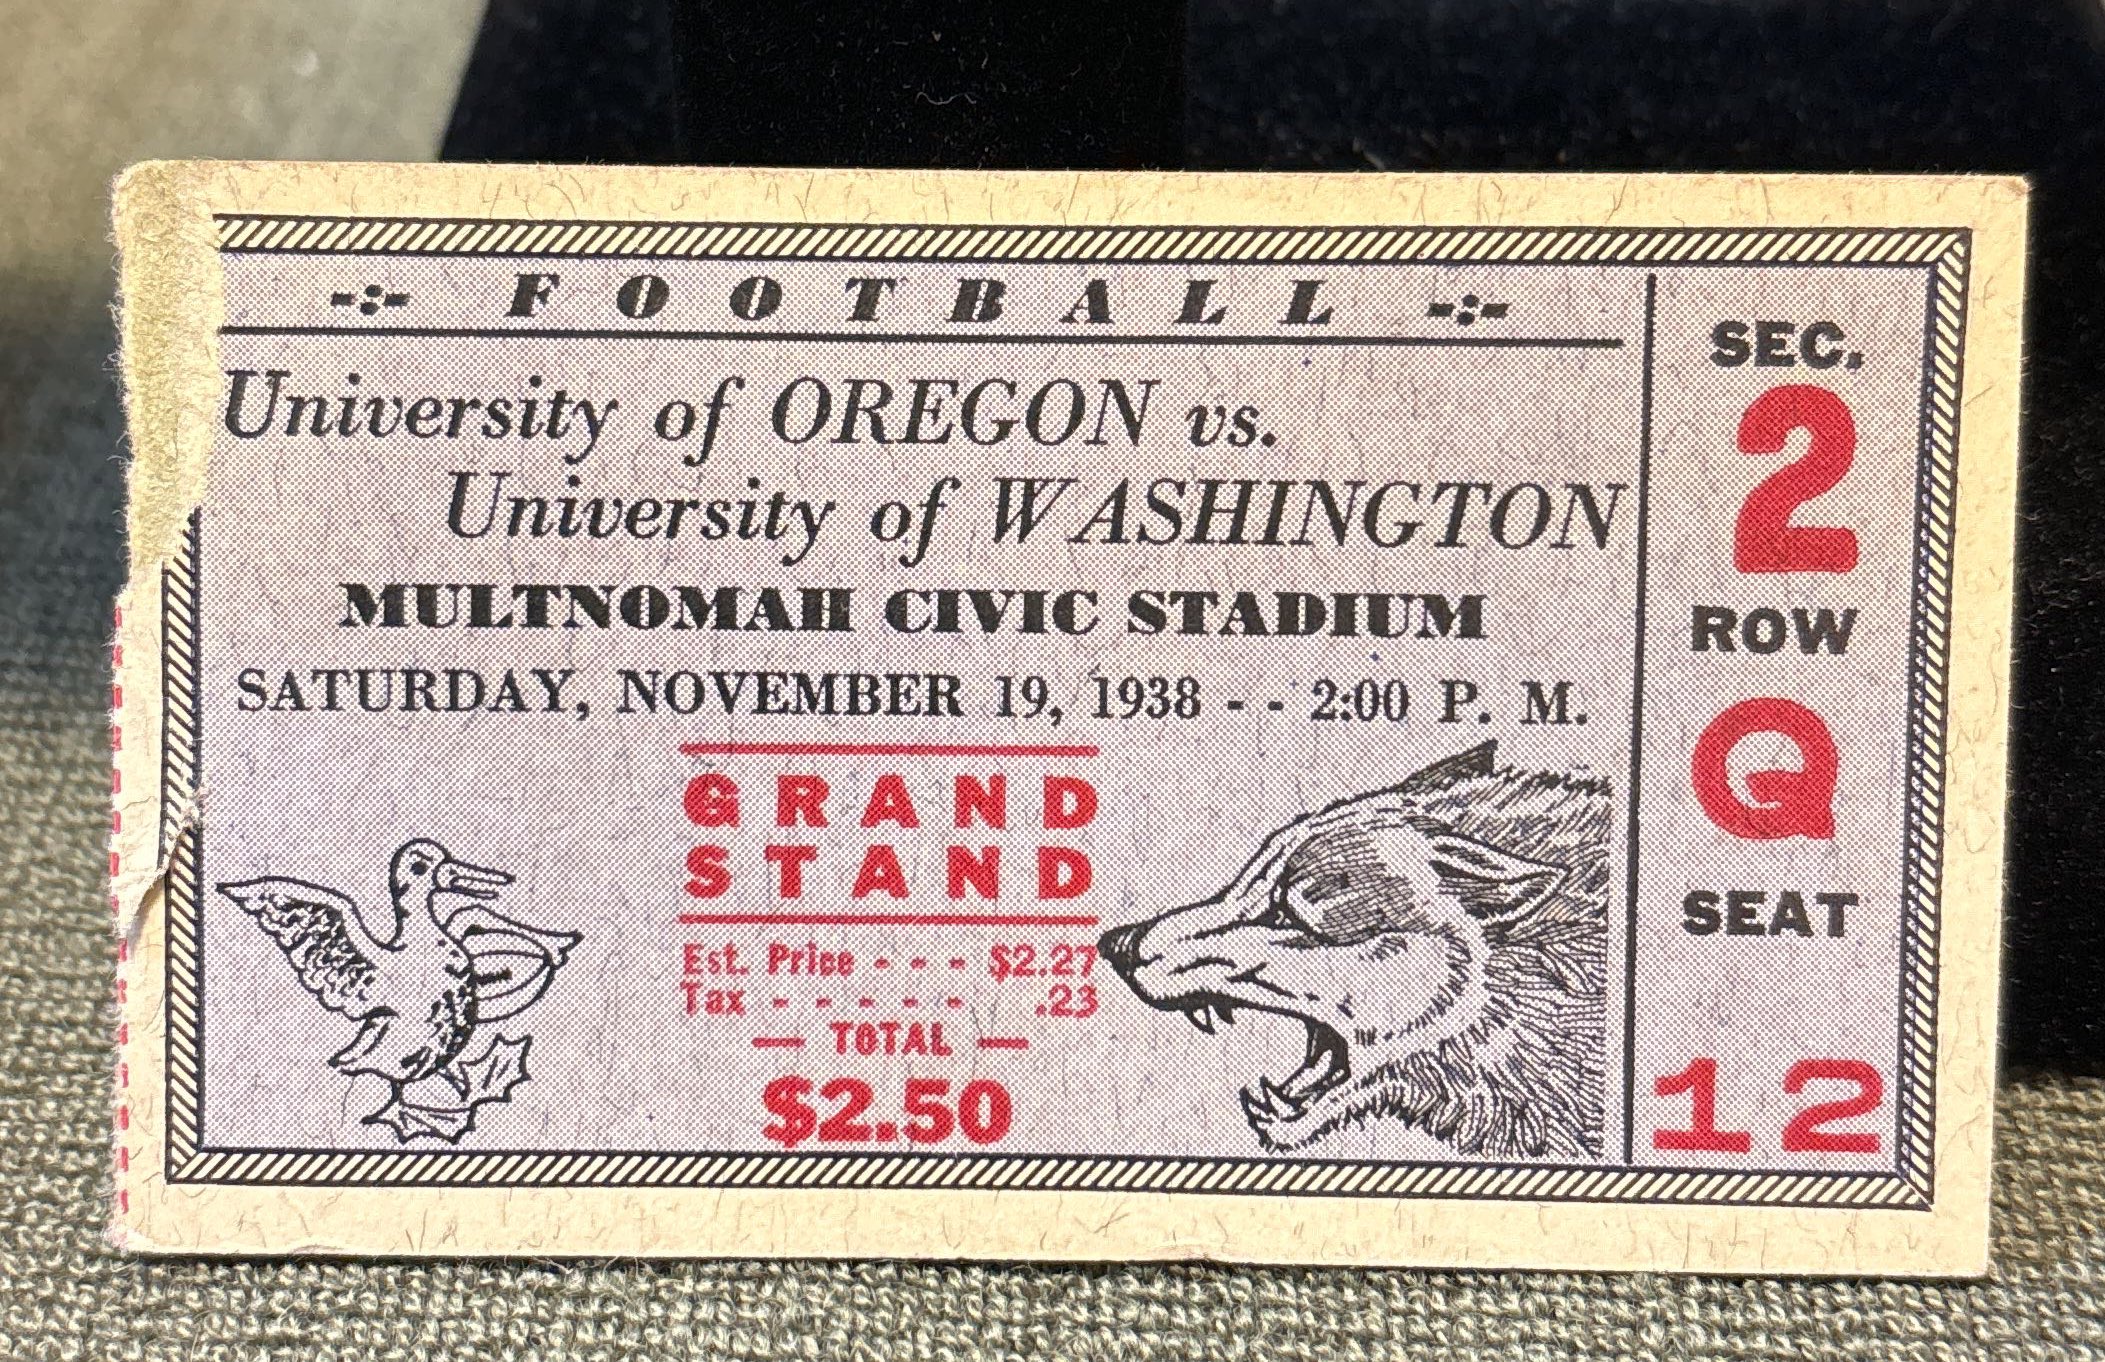 -:- FOOTBALL -:-
University of OREGON vs.
University of WASHINGTON
MULTNOMAH CIVIC STADIUM
SATURDAY, NOVEMBER 19, 1938 - - 2:00 P. M.
GRAND
STAND
Est. Price - - - $2.27
Tax - - - - - - .23
— TOTAL —
$2.50
SEC.
2
ROW
Q
SEAT
12